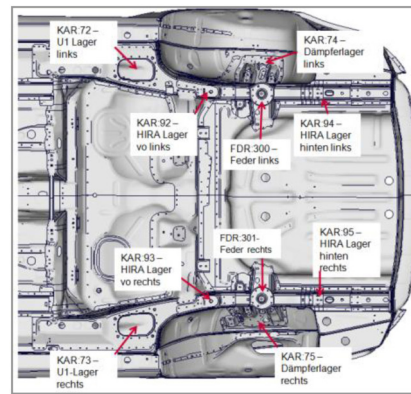 KAR:72 –
U1 Lager
links
KAR:74 –
Dämpferlager
links
KAR:92 –
HIRA Lager
vo links
FDR:300 –
Feder links
KAR:94 –
HIRA Lager
hinten links
KAR:93 –
HIRA Lager
vo rechts
FDR:301-
Feder rechts
KAR:95 –
HIRA Lager
hinten
rechts
KAR:73 –
U1-Lager
rechts
KAR:75 –
Dämpferlager
rechts